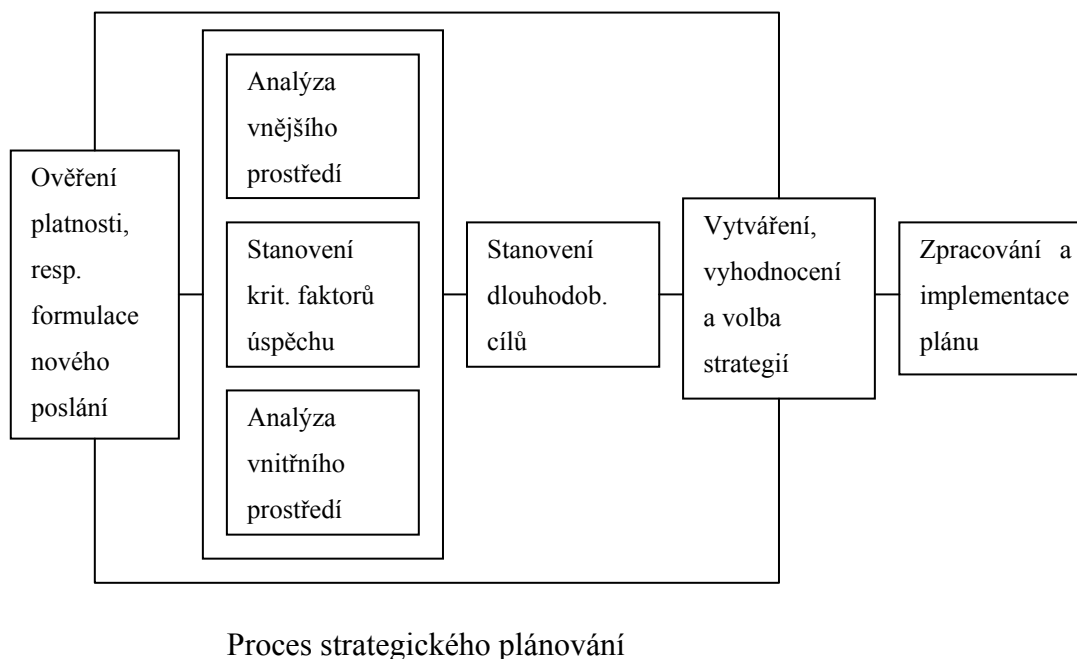 Ověření
platnosti,
resp.
formulace
nového
poslání
Analýza
vnějšího
prostředí
Stanovení
krit. faktorů
úspěchu
Analýza
vnitřního
prostředí
Stanovení
dlouhodob.
cílů
Vytváření,
vyhodnocení
a volba
strategií
Zpracování a
implementace
plánu
Proces strategického plánování